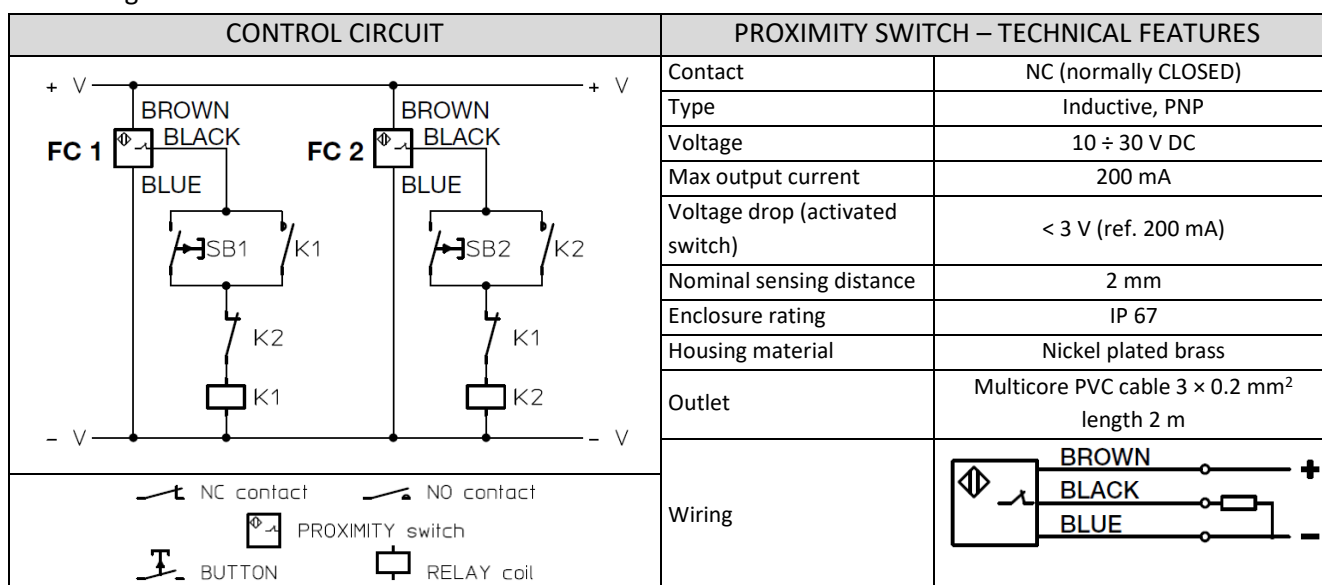 CONTROL CIRCUIT
+ V + V
BROWN BROWN
BLACK BLACK
FC 1 FC 2
BLUE BLUE
SB1 K1 SB2 K2
K2 K1
K1 K2
- V - V
NC contact NO contact
PROXIMITY switch
BUTTON RELAY coil
PROXIMITY SWITCH – TECHNICAL FEATURES
Contact NC (normally CLOSED)
Type Inductive, PNP
Voltage 10 ÷ 30 V DC
Max output current 200 mA
Voltage drop (activated
switch) < 3 V (ref. 200 mA)
Nominal sensing distance 2 mm
Enclosure rating IP 67
Housing material Nickel plated brass
Outlet Multicore PVC cable 3 × 0.2 mm²
length 2 m
Wiring
BROWN +
BLACK
BLUE -